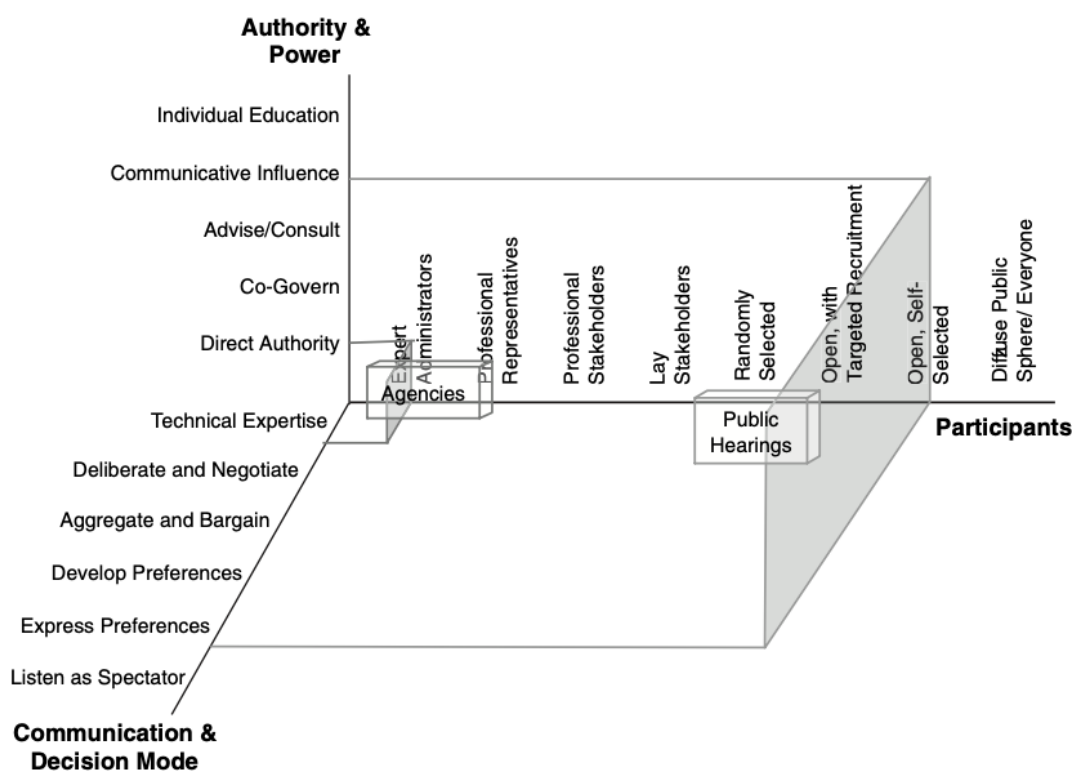 Authority &
Power
Individual Education
Communicative Influence
Advise/Consult
Co-Govern
Direct Authority
Expert
Administrators
Professional
Representatives
Professional
Stakeholders
Lay
Stakeholders
Randomly
Selected
Open, with
Targeted Recruitment
Open, Self-
Selected
Diffuse Public
Sphere/ Everyone
Agencies
Public
Hearings
Participants
Technical Expertise
Deliberate and Negotiate
Aggregate and Bargain
Develop Preferences
Express Preferences
Listen as Spectator
Communication &
Decision Mode